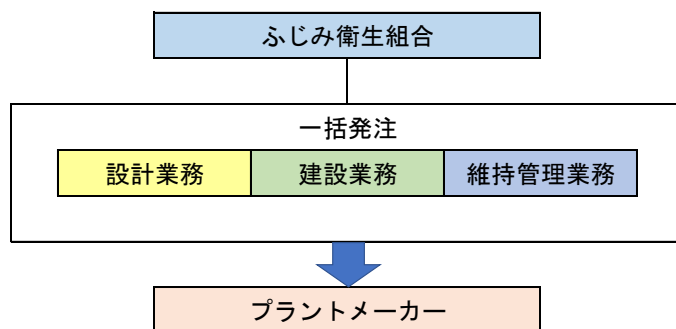 ふじみ衛生組合
一括発注
設計業務 建設業務 維持管理業務
プラントメーカー